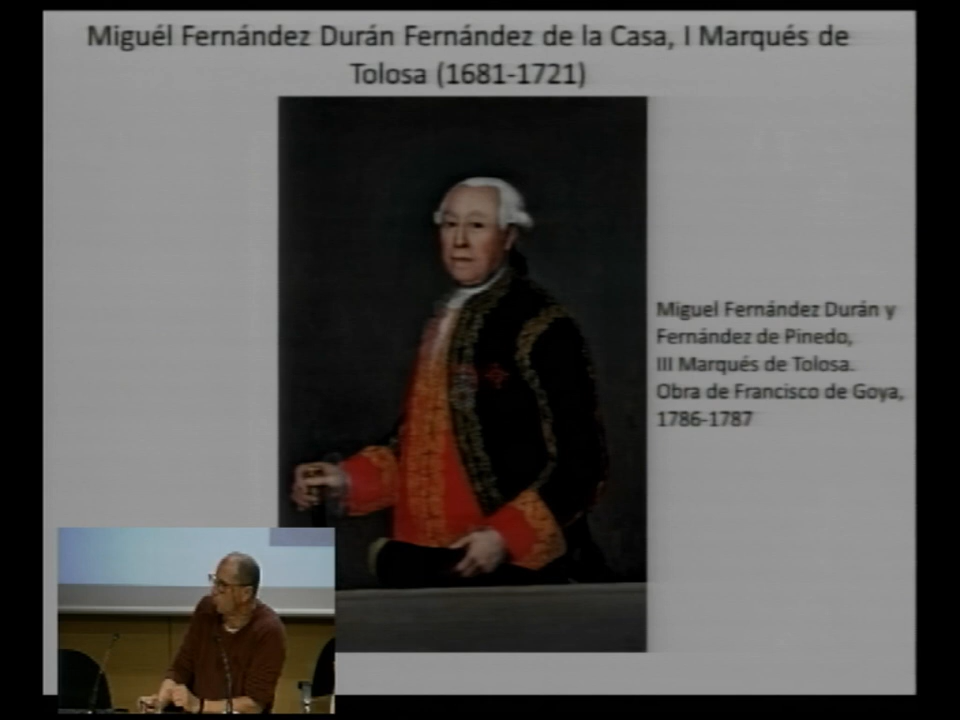 Miguél Fernández Durán Fernández de la Casa, I Marqués de
Tolosa (1681-1721)
Miguel Fernández Durán y
Fernández de Pinedo,
III Marqués de Tolosa.
Obra de Francisco de Goya,
1786-1787